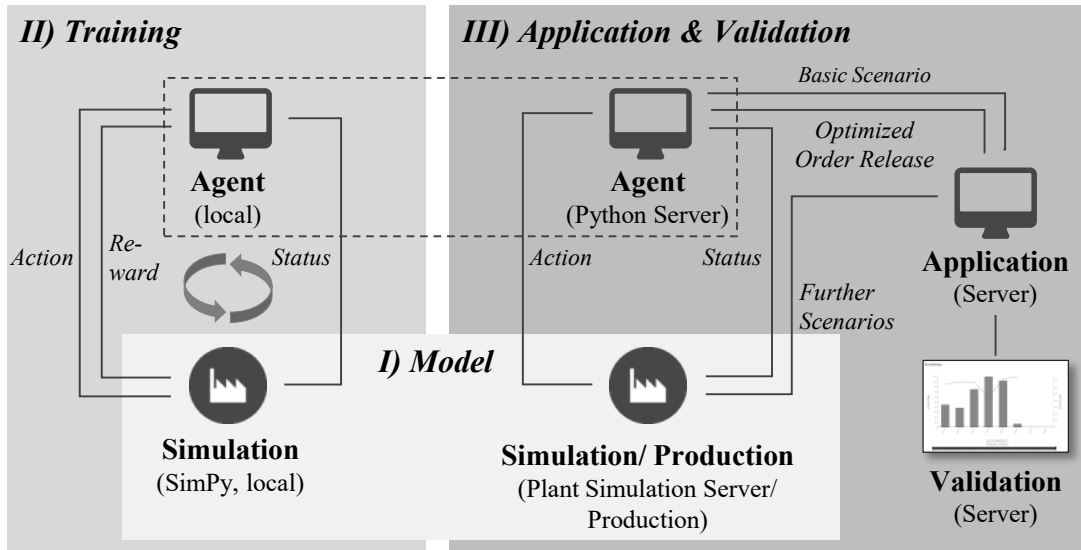 II) Training
III) Application & Validation
Basic Scenario
Optimized
Order Release
Agent
(local)
Agent
(Python Server)
Action
Re-
ward
Status
Action
Status
Application
(Server)
Further
Scenarios
I) Model
Simulation
(SimPy, local)
Simulation/ Production
(Plant Simulation Server/
Production)
Validation
(Server)